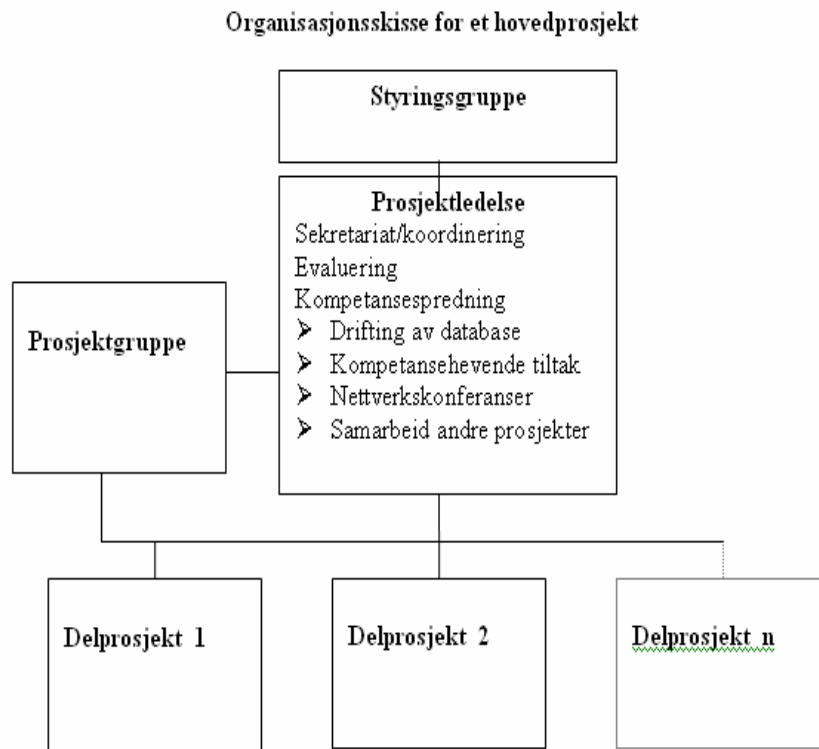 Organisasjonsskisse for et hovedprosjekt
Styringsgruppe
Prosjektledelse
Sekretariat/koordinering
Evaluering
Kompetansespredning
➢ Drifting av database
➢ Kompetansehevende tiltak
➢ Nettverkskonferanser
➢ Samarbeid andre prosjekter
Prosjektgruppe
Delprosjekt 1
Delprosjekt 2
Delprosjekt n